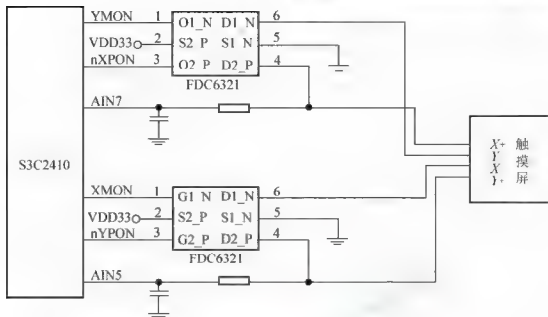 YMON 1 O1_N D1_N 6
VDD33 2 S2_P S1_N 5
nXPON 3 O2_P D2_P 4
FDC6321
AIN7
S3C2410
X+ 触
Y 摸
X 屏
Y+
XMON 1 G1_N D1_N 6
VDD33 2 S2_P S1_N 5
nYPON 3 G2_P D2_P 4
FDC6321
AIN5